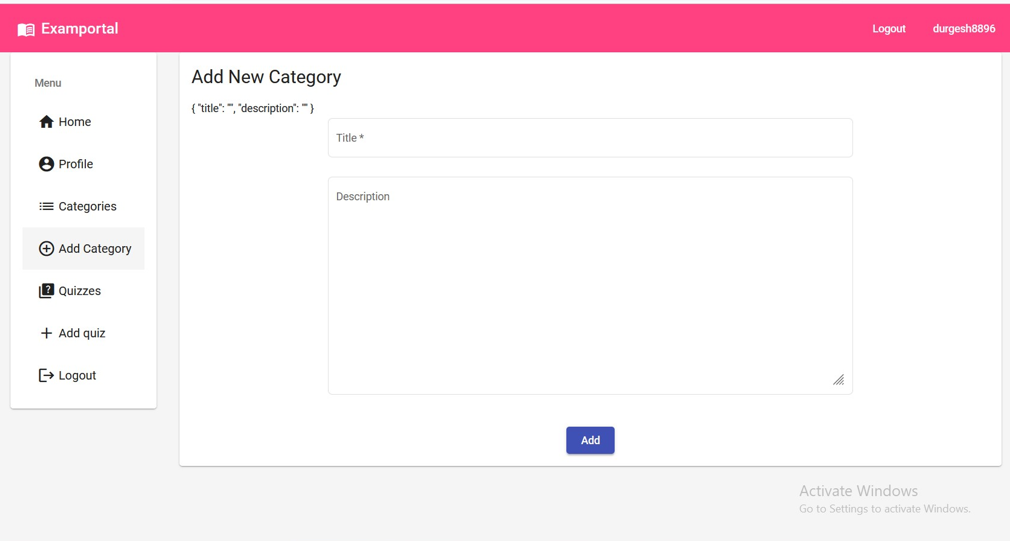 Examportal
Logout
durgesh8896
Menu
Home
Profile
Categories
Add Category
Quizzes
Add quiz
Logout
Add New Category
{ "title": "", "description": "" }
Title *
Description
Add
Activate Windows
Go to Settings to activate Windows.